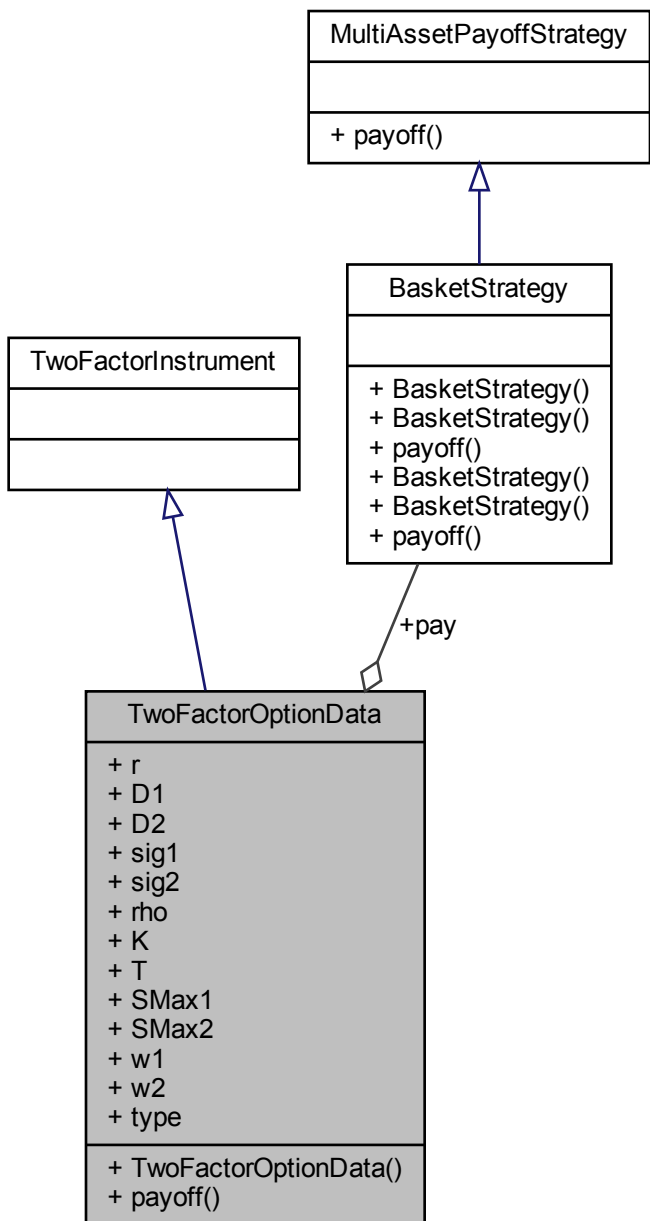 MultiAssetPayoffStrategy
+ payoff()
BasketStrategy
+ BasketStrategy()
+ BasketStrategy()
+ payoff()
+ BasketStrategy()
+ BasketStrategy()
+ payoff()
TwoFactorInstrument
+pay
TwoFactorOptionData
+ r
+ D1
+ D2
+ sig1
+ sig2
+ rho
+ K
+ T
+ SMax1
+ SMax2
+ w1
+ w2
+ type
+ TwoFactorOptionData()
+ payoff()